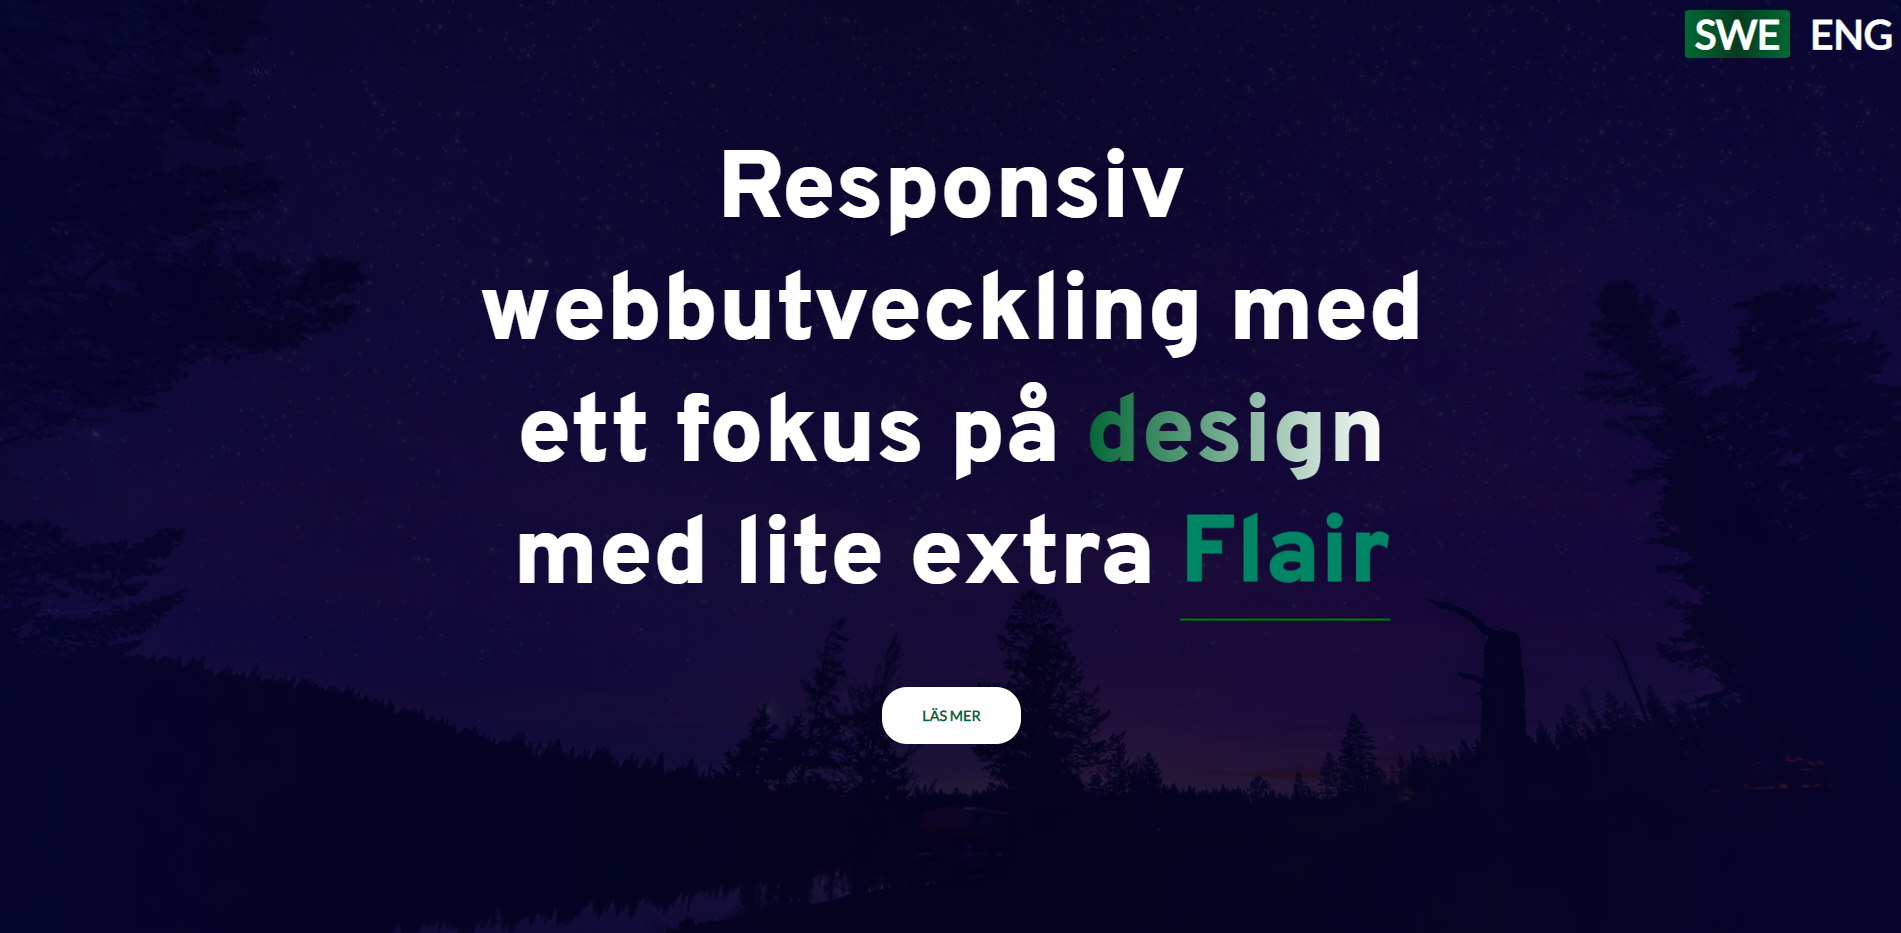 SWE ENG
Responsiv
webbutveckling med
ett fokus på design
med lite extra Flair
LÄS MER